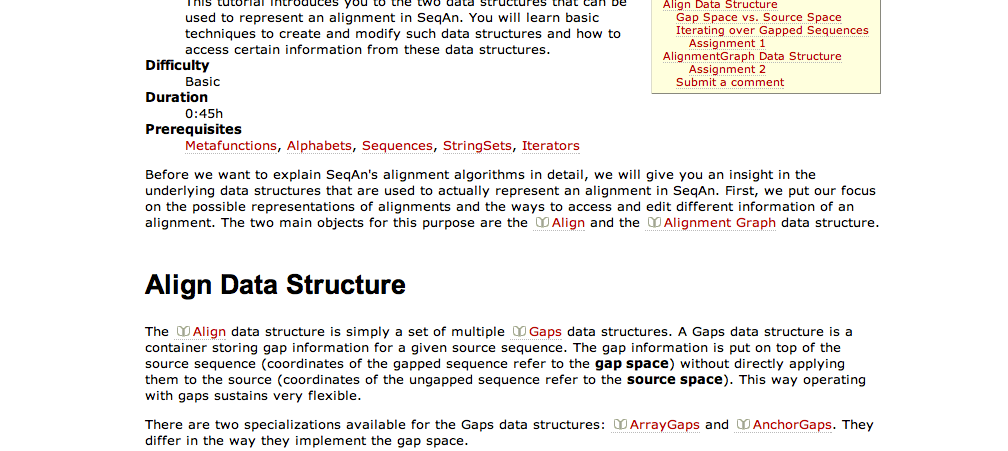 This tutorial introduces you to the two data structures that can be
used to represent an alignment in SeqAn. You will learn basic
techniques to create and modify such data structures and how to
access certain information from these data structures.
Difficulty
Basic
Duration
0:45h
Prerequisites
Metafunctions, Alphabets, Sequences, StringSets, Iterators
Align Data Structure
Gap Space vs. Source Space
Iterating over Gapped Sequences
Assignment 1
AlignmentGraph Data Structure
Assignment 2
Submit a comment
Before we want to explain SeqAn's alignment algorithms in detail, we will give you an insight in the
underlying data structures that are used to actually represent an alignment in SeqAn. First, we put our focus
on the possible representations of alignments and the ways to access and edit different information of an
alignment. The two main objects for this purpose are the Align and the Alignment Graph data structure.
Align Data Structure
The Align data structure is simply a set of multiple Gaps data structures. A Gaps data structure is a
container storing gap information for a given source sequence. The gap information is put on top of the
source sequence (coordinates of the gapped sequence refer to the gap space) without directly applying
them to the source (coordinates of the ungapped sequence refer to the source space). This way operating
with gaps sustains very flexible.
There are two specializations available for the Gaps data structures: ArrayGaps and AnchorGaps. They
differ in the way they implement the gap space.